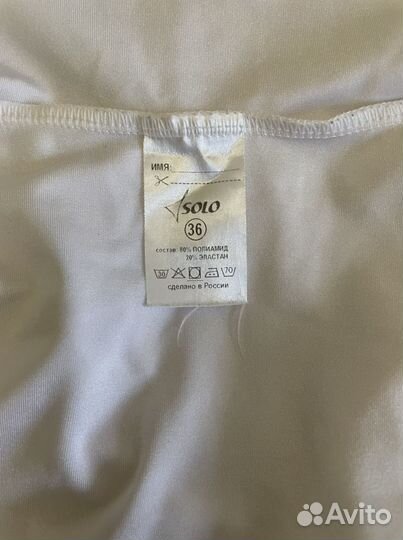 ИМЯ:
SOLO
36
состав: 80% ПОЛИАМИД
20% ЭЛАСТАН
30 70
сделано в России
Avito